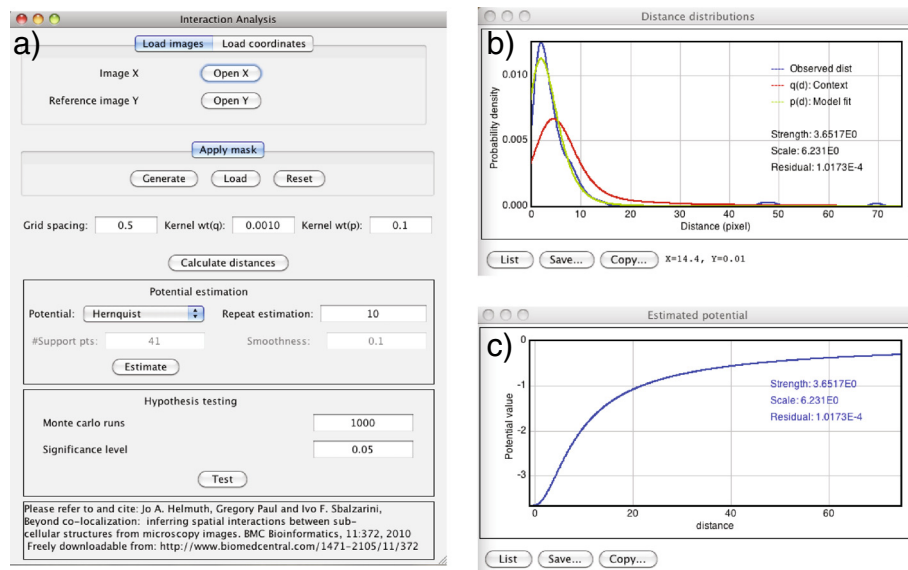 a)
Interaction Analysis
Load images Load coordinates
Image X Open X
Reference image Y Open Y
Apply mask
Generate Load Reset
Grid spacing: 0.5 Kernel wt(q): 0.0010 Kernel wt(p): 0.1
Calculate distances
Potential estimation
Potential: Hernquist Repeat estimation: 10
#Support pts: 41 Smoothness: 0.1
Estimate
Hypothesis testing
Monte carlo runs 1000
Significance level 0.05
Test
Please refer to and cite: Jo A. Helmuth, Gregory Paul and Ivo F. Sbalzarini,
Beyond co-localization: inferring spatial interactions between sub-
cellular structures from microscopy images. BMC Bioinformatics, 11:372, 2010
Freely downloadable from: http://www.biomedcentral.com/1471-2105/11/372
b)
Distance distributions
Probability density
0.010
0.005
0.000
Observed dist
q(d): Context
p(d): Model fit
Strength: 3.6517E0
Scale: 6.231E0
Residual: 1.0173E-4
0 10 20 30 40 50 60 70
Distance (pixel)
List Save... Copy... X=14.4, Y=0.01
c)
Estimated potential
Potential value
0
-1
-2
-3
Strength: 3.6517E0
Scale: 6.231E0
Residual: 1.0173E-4
0 20 40 60
distance
List Save... Copy...